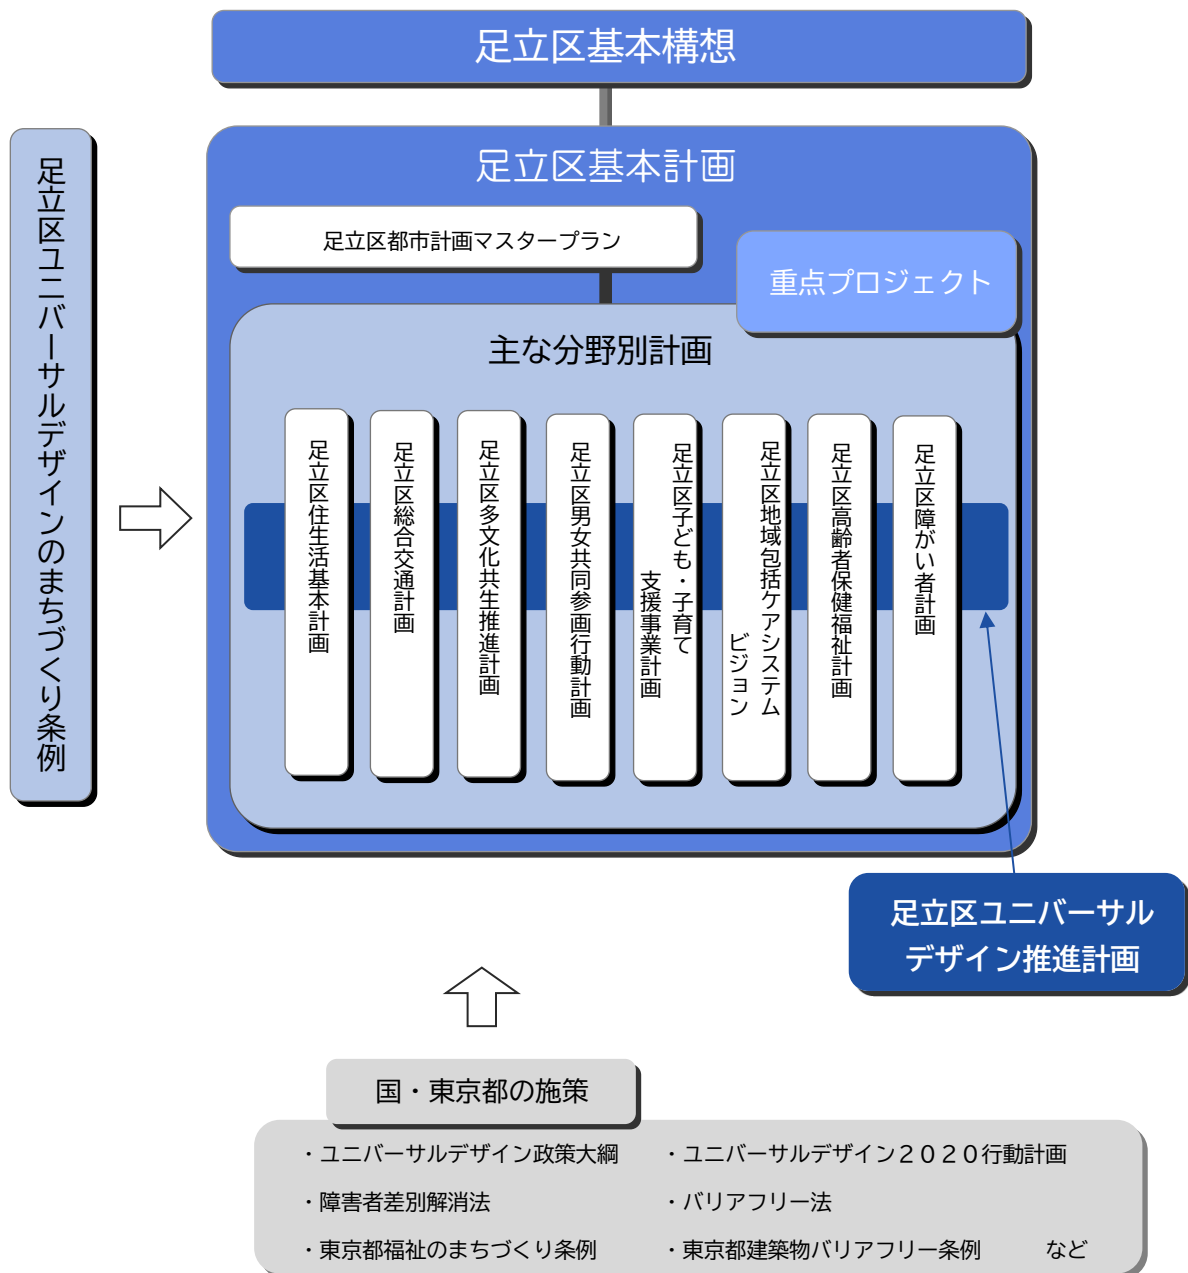 足立区基本構想
足立区ユニバーサルデザインのまちづくり条例
足立区基本計画
足立区都市計画マスタープラン
重点プロジェクト
主な分野別計画
足立区住生活基本計画
足立区総合交通計画
足立区多文化共生推進計画
足立区男女共同参画行動計画
足立区子ども・子育て
支援事業計画
足立区地域包括ケアシステム
ビジョン
足立区高齢者保健福祉計画
足立区障がい者計画
足立区ユニバーサル
デザイン推進計画
国・東京都の施策
・ユニバーサルデザイン政策大綱 ・ユニバーサルデザイン２０２０行動計画
・障害者差別解消法 ・バリアフリー法
・東京都福祉のまちづくり条例 ・東京都建築物バリアフリー条例 など